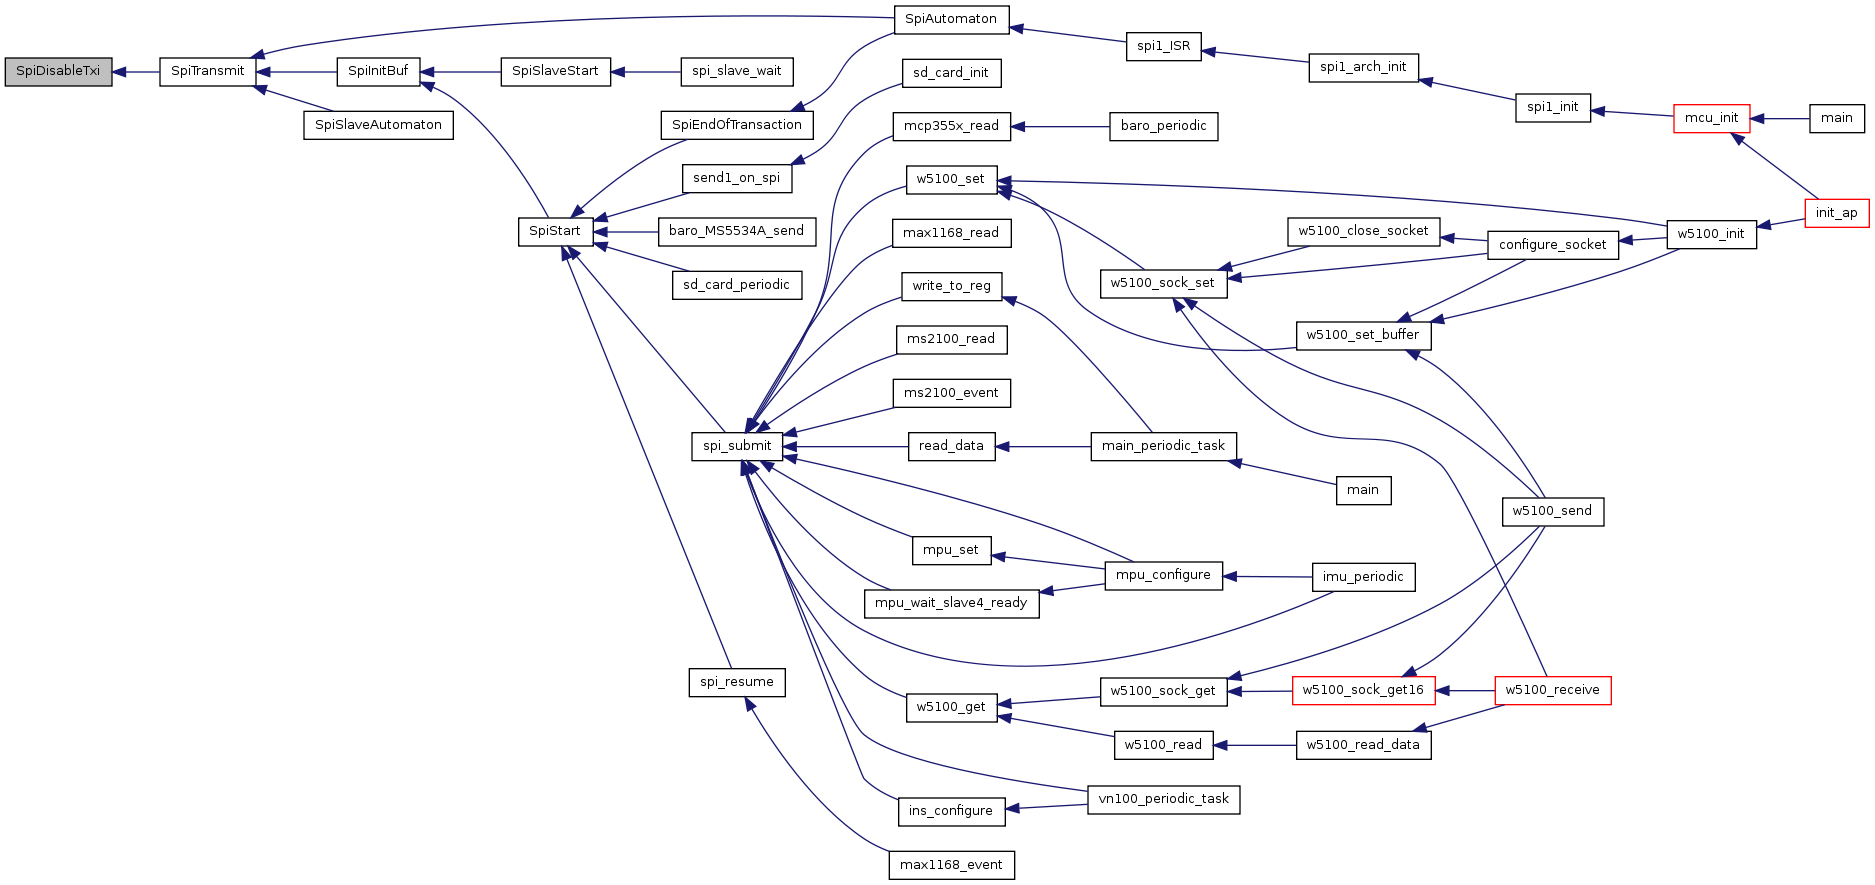 SpiDisableTxi
SpiTransmit
SpiAutomaton
SpiInitBuf
SpiSlaveAutomaton
SpiSlaveStart
spi_slave_wait
SpiStart
SpiEndOfTransaction
send1_on_spi
baro_MS5534A_send
sd_card_periodic
spi_submit
spi_resume
sd_card_init
mcp355x_read
w5100_set
max1168_read
write_to_reg
ms2100_read
ms2100_event
read_data
mpu_set
mpu_wait_slave4_ready
w5100_get
ins_configure
max1168_event
spi1_ISR
baro_periodic
w5100_sock_set
main_periodic_task
mpu_configure
w5100_sock_get
w5100_read
vn100_periodic_task
spi1_arch_init
w5100_close_socket
w5100_set_buffer
main
imu_periodic
w5100_sock_get16
w5100_read_data
spi1_init
configure_socket
w5100_send
w5100_receive
mcu_init
w5100_init
main
init_ap